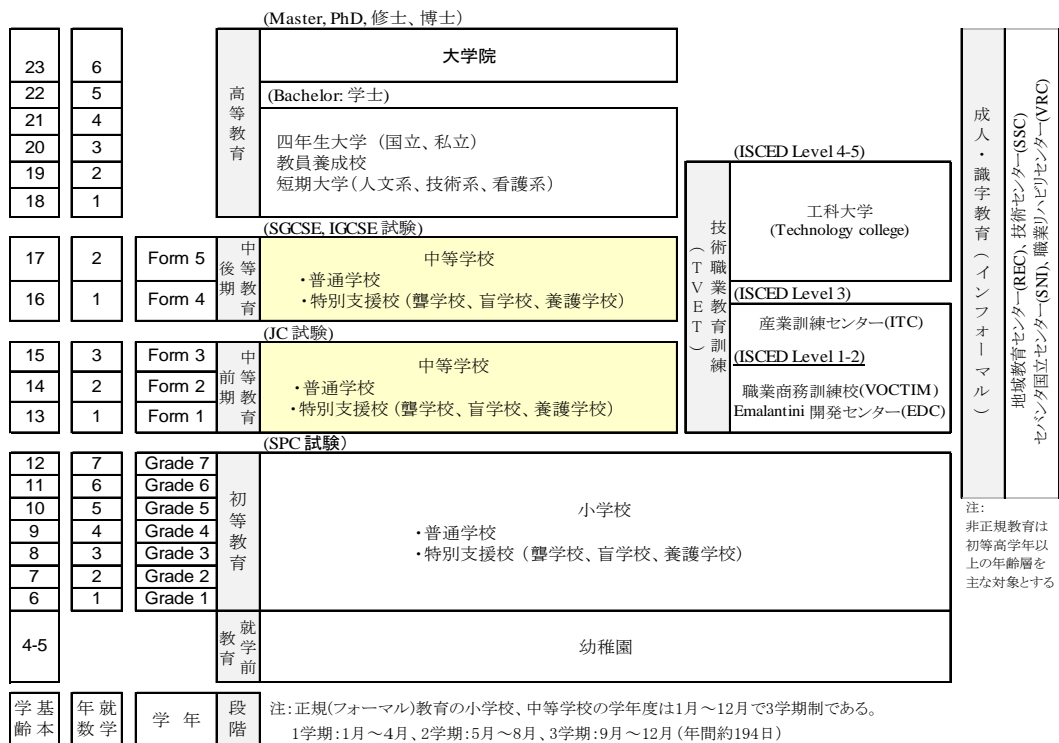 (Master, PhD, 修士、博士)
23 6 大学院
22 5 (Bachelor: 学士)
21 4
20 3
19 2
18 1
高等教育
四年生大学 (国立、私立)
教員養成校
短期大学(人文系、技術系、看護系)
(SGCSE, IGCSE 試験)
17 2 Form 5
16 1 Form 4
後期中等教育
中等学校
・普通学校
・特別支援校(聾学校、盲学校、養護学校)
(JC 試験)
15 3 Form 3
14 2 Form 2
13 1 Form 1
前期中等教育
中等学校
・普通学校
・特別支援校(聾学校、盲学校、養護学校)
(SPC 試験)
12 7 Grade 7
11 6 Grade 6
10 5 Grade 5
9 4 Grade 4
8 3 Grade 3
7 2 Grade 2
6 1 Grade 1
初等教育
小学校
・普通学校
・特別支援校(聾学校、盲学校、養護学校)
4-5
就学前教育
幼稚園
技術職業教育訓練(TVET)
(ISCED Level 4-5)
工科大学
(Technology college)
(ISCED Level 3)
産業訓練センター(ITC)
(ISCED Level 1-2)
職業商務訓練校(VOCTIM)
Emalantini 開発センター(EDC)
成人・識字教育(インフォーマル)
地域教育センター(REC)、技術センター(SSC)
セベンタ国立センター(SNI)、職業リハビリセンター(VRC)
注:
非正規教育は
初等高学年以
上の年齢層を
主な対象とする
基本学齢 就学年数 学 年 段階
注:正規(フォーマル)教育の小学校、中等学校の学年度は1月~12月で3学期制である。
1学期:1月~4月、2学期:5月~8月、3学期:9月~12月(年間約194日)